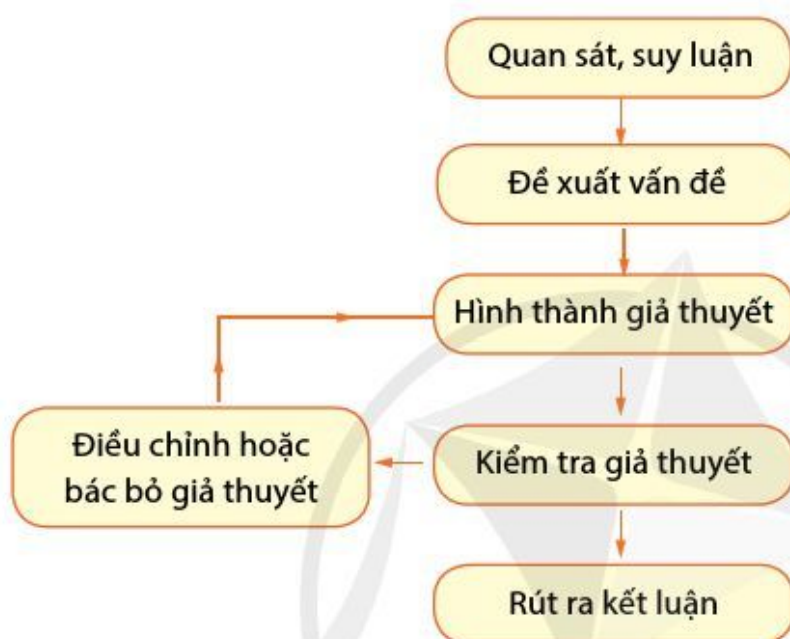 Quan sát, suy luận
Đề xuất vấn đề
Hình thành giả thuyết
Điều chỉnh hoặc
bác bỏ giả thuyết
Kiểm tra giả thuyết
Rút ra kết luận